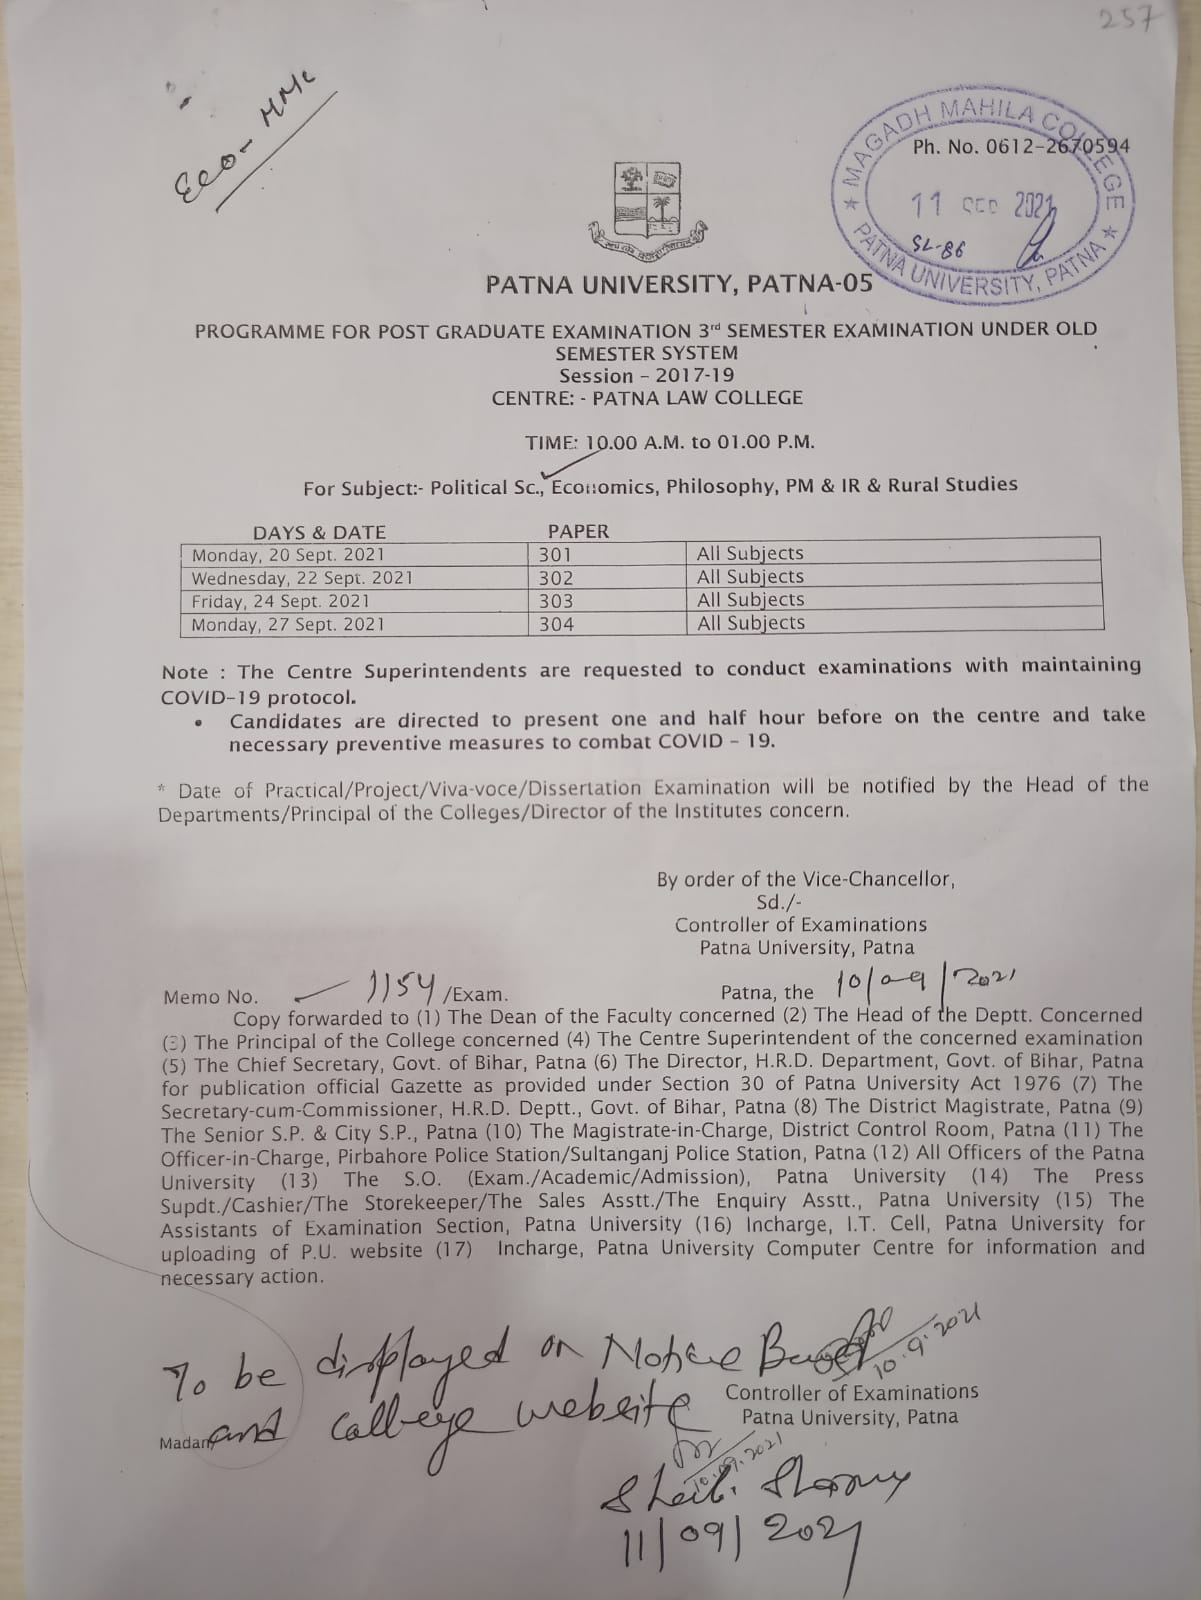 257
Eco- MMC
MAGADH MAHILA COLLEGE
Ph. No. 0612-2670594
11 SEP 2021
SL-86
PATNA UNIVERSITY, PATNA
PATNA UNIVERSITY, PATNA-05
PROGRAMME FOR POST GRADUATE EXAMINATION 3rd SEMESTER EXAMINATION UNDER OLD
SEMESTER SYSTEM
Session – 2017-19
CENTRE: - PATNA LAW COLLEGE
TIME: 10.00 A.M. to 01.00 P.M.
For Subject:- Political Sc., Economics, Philosophy, PM & IR & Rural Studies
DAYS & DATE PAPER
Monday, 20 Sept. 2021 301 All Subjects
Wednesday, 22 Sept. 2021 302 All Subjects
Friday, 24 Sept. 2021 303 All Subjects
Monday, 27 Sept. 2021 304 All Subjects
Note : The Centre Superintendents are requested to conduct examinations with maintaining
COVID-19 protocol.
• Candidates are directed to present one and half hour before on the centre and take
necessary preventive measures to combat COVID – 19.
* Date of Practical/Project/Viva-voce/Dissertation Examination will be notified by the Head of the
Departments/Principal of the Colleges/Director of the Institutes concern.
By order of the Vice-Chancellor,
Sd./-
Controller of Examinations
Patna University, Patna
Memo No. 1154 /Exam. Patna, the 10/09/2021
Copy forwarded to (1) The Dean of the Faculty concerned (2) The Head of the Deptt. Concerned
(3) The Principal of the College concerned (4) The Centre Superintendent of the concerned examination
(5) The Chief Secretary, Govt. of Bihar, Patna (6) The Director, H.R.D. Department, Govt. of Bihar, Patna
for publication official Gazette as provided under Section 30 of Patna University Act 1976 (7) The
Secretary-cum-Commissioner, H.R.D. Deptt., Govt. of Bihar, Patna (8) The District Magistrate, Patna (9)
The Senior S.P. & City S.P., Patna (10) The Magistrate-in-Charge, District Control Room, Patna (11) The
Officer-in-Charge, Pirbahore Police Station/Sultanganj Police Station, Patna (12) All Officers of the Patna
University (13) The S.O. (Exam./Academic/Admission), Patna University (14) The Press
Supdt./Cashier/The Storekeeper/The Sales Asstt./The Enquiry Asstt., Patna University (15) The
Assistants of Examination Section, Patna University (16) Incharge, I.T. Cell, Patna University for
uploading of P.U. website (17) Incharge, Patna University Computer Centre for information and
necessary action.
To be displayed on Notice Board
10.9.2021
and college website
Controller of Examinations
Patna University, Patna
Madan
10.09.2021
11/09/2021